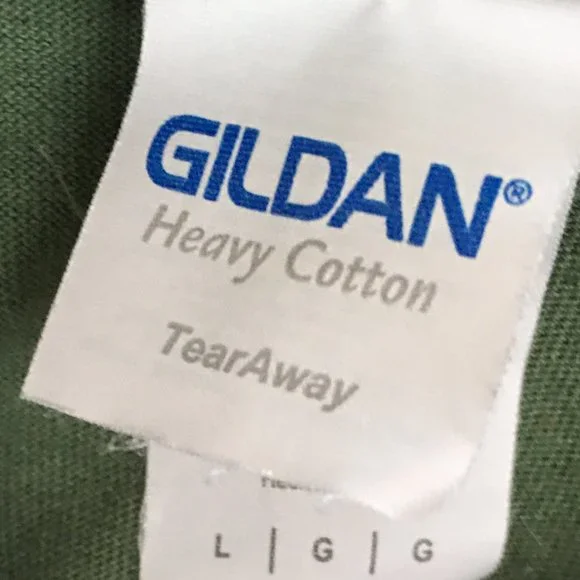 GILDAN®
Heavy Cotton
TearAway
L | G | G